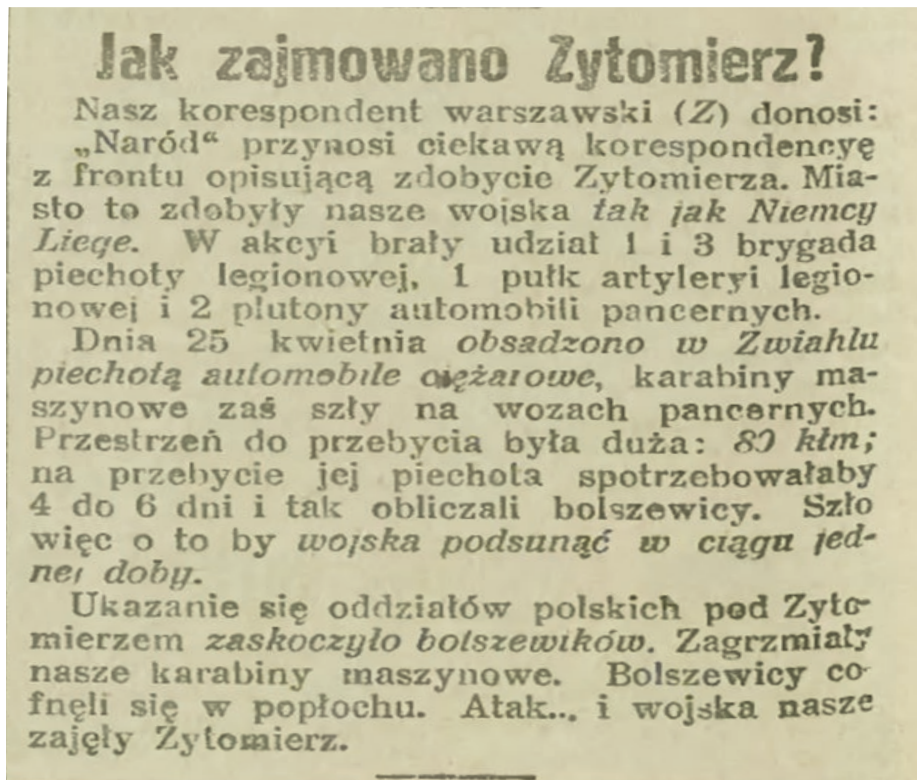 Jak zajmowano Zytomierz?
Nasz korespondent warszawski (Z) donosi:
„Naród“ przynosi ciekawą korespondencyę
z frontu opisującą zdobycie Zytomierza. Mia-
sto to zdobyły nasze wojska tak jak Niemcy
Liege. W akcyi brały udział 1 i 3 brygada
piechoty legionowej, 1 pułk artyleryi legio-
nowej i 2 plutony automobili pancernych.
Dnia 25 kwietnia obsadzono w Zwiahlu
piechotą automobile ciężarowe, karabiny ma-
szynowe zaś szły na wozach pancernych.
Przestrzeń do przebycia była duża: 80 kłm;
na przebycie jej piechota spotrzebowałaby
4 do 6 dni i tak obliczali bolszewicy. Szło
więc o to by wojska podsunąć w ciągu jed-
nej doby.
Ukazanie się oddziałów polskich pod Zyto-
mierzem zaskoczyło bolszewików. Zagrzmiały
nasze karabiny maszynowe. Bolszewicy co-
fnęli się w popłochu. Atak... i wojska nasze
zajęły Zytomierz.